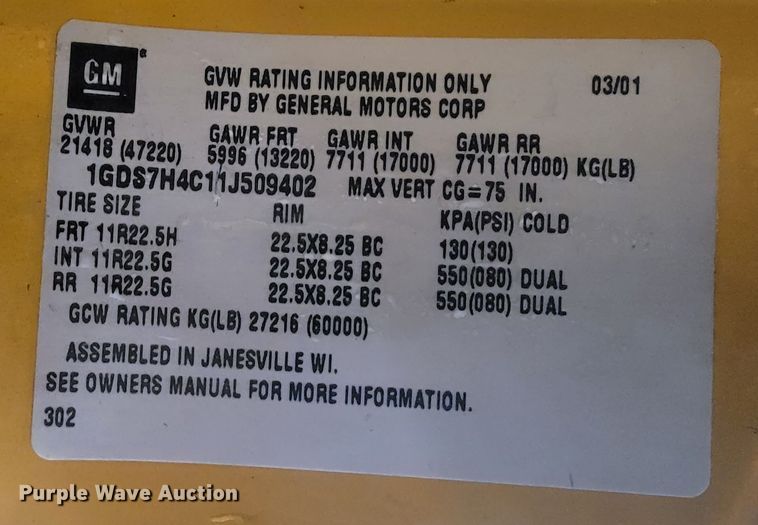 GM
GVW RATING INFORMATION ONLY 03/01
MFD BY GENERAL MOTORS CORP
GVWR GAWR FRT GAWR INT GAWR RR
21418 (47220) 5996 (13220) 7711 (17000) 7711 (17000) KG(LB)
1GDS7H4C11J509402 MAX VERT CG=75 IN.
TIRE SIZE RIM KPA(PSI) COLD
FRT 11R22.5H 22.5X8.25 BC 130(130)
INT 11R22.5G 22.5X8.25 BC 550(080) DUAL
RR 11R22.5G 22.5X8.25 BC 550(080) DUAL
GCW RATING KG(LB) 27216 (60000)
ASSEMBLED IN JANESVILLE WI.
SEE OWNERS MANUAL FOR MORE INFORMATION.
302
Purple Wave Auction